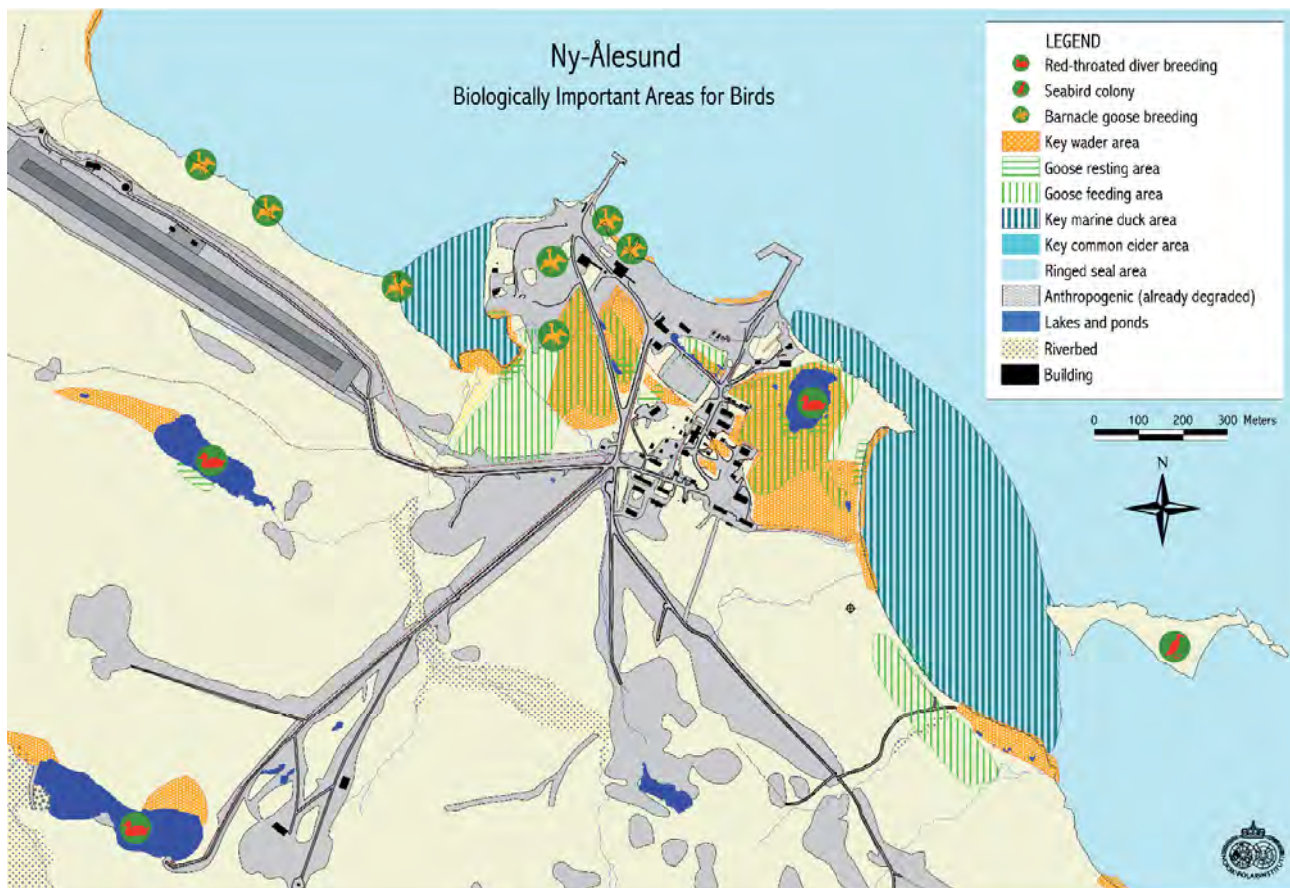 Ny-Ålesund
Biologically Important Areas for Birds
LEGEND
Red-throated diver breeding
Seabird colony
Barnacle goose breeding
Key wader area
Goose resting area
Goose feeding area
Key marine duck area
Key common eider area
Ringed seal area
Anthropogenic (already degraded)
Lakes and ponds
Riverbed
Building
0 100 200 300 Meters
N